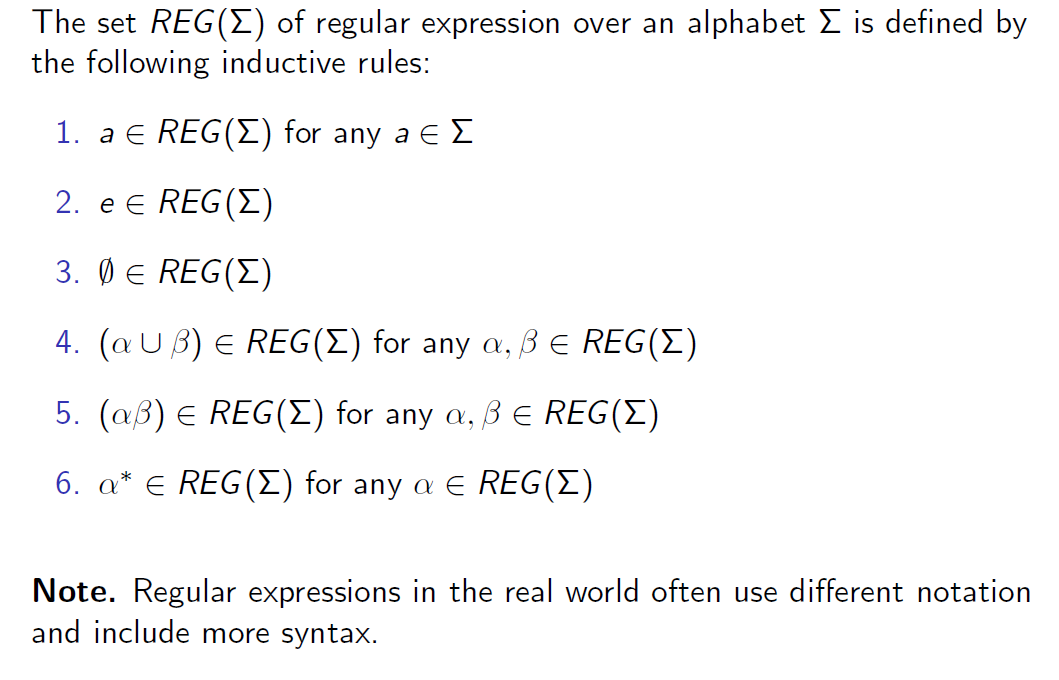 The set REG(Σ) of regular expression over an alphabet Σ is defined by
the following inductive rules:
1. a ∈ REG(Σ) for any a ∈ Σ
2. e ∈ REG(Σ)
3. ∅ ∈ REG(Σ)
4. (α ∪ β) ∈ REG(Σ) for any α, β ∈ REG(Σ)
5. (αβ) ∈ REG(Σ) for any α, β ∈ REG(Σ)
6. α* ∈ REG(Σ) for any α ∈ REG(Σ)
Note. Regular expressions in the real world often use different notation
and include more syntax.